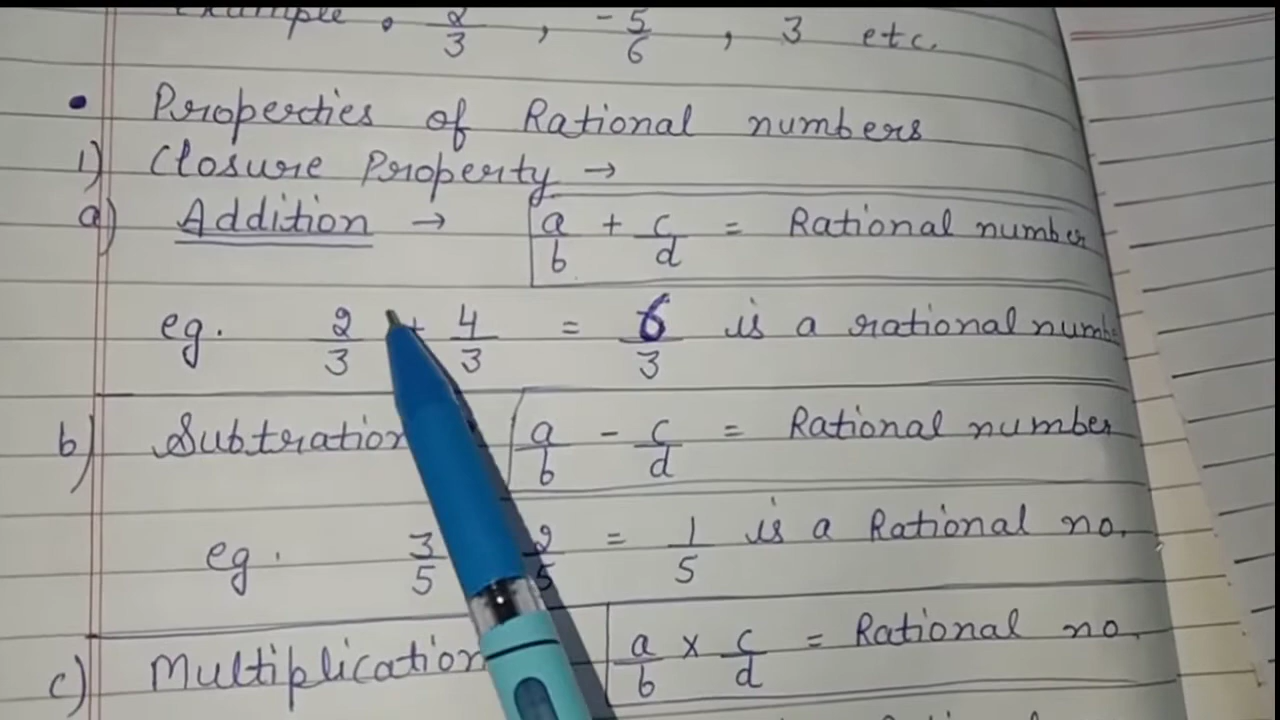 Example • 2/3 , -5/6 , 3 etc.
• Properties of Rational numbers
1) Closure Property →
a) Addition → a/b + c/d = Rational number
eg. 2/3 + 4/3 = 6/3 is a rational numbe
b) Subtration a/b - c/d = Rational number
eg. 3/5 2/5 = 1/5 is a Rational no.
c) Multiplication a/b × c/d = Rational no.